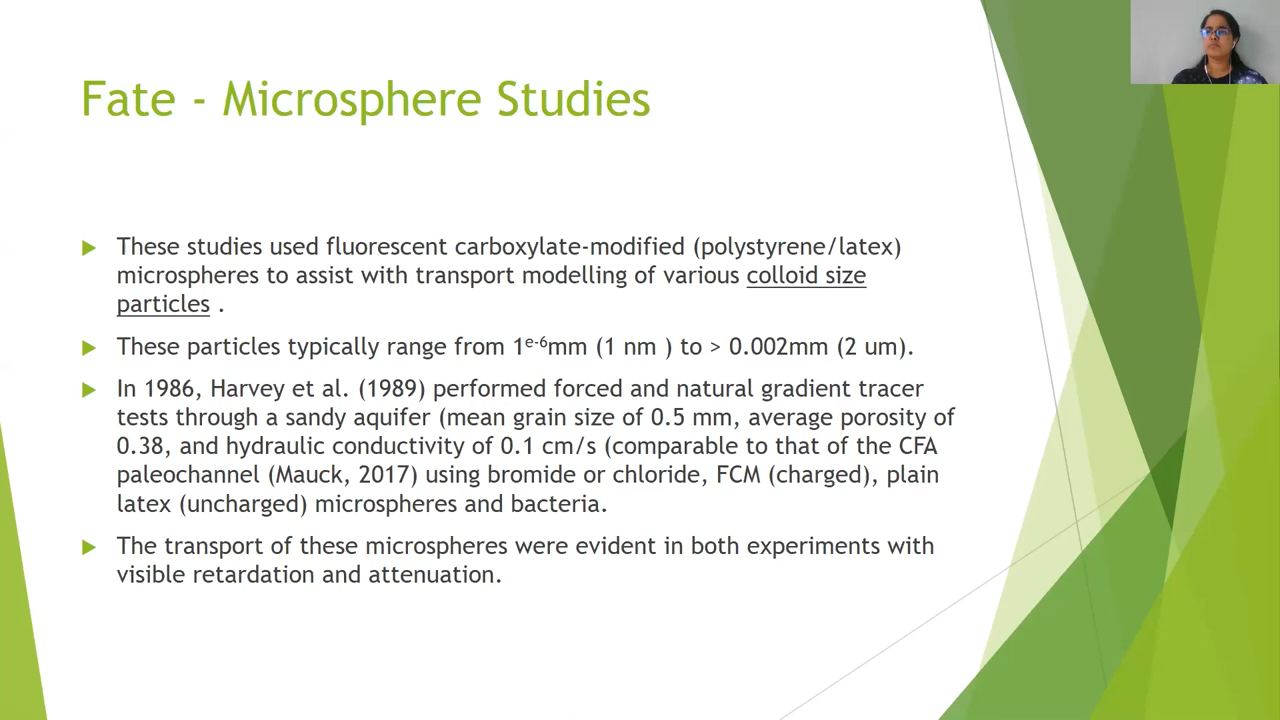 Fate - Microsphere Studies
These studies used fluorescent carboxylate-modified (polystyrene/latex)
microspheres to assist with transport modelling of various colloid size
particles .
These particles typically range from 1e-6mm (1 nm ) to > 0.002mm (2 um).
In 1986, Harvey et al. (1989) performed forced and natural gradient tracer
tests through a sandy aquifer (mean grain size of 0.5 mm, average porosity of
0.38, and hydraulic conductivity of 0.1 cm/s (comparable to that of the CFA
paleochannel (Mauck, 2017) using bromide or chloride, FCM (charged), plain
latex (uncharged) microspheres and bacteria.
The transport of these microspheres were evident in both experiments with
visible retardation and attenuation.